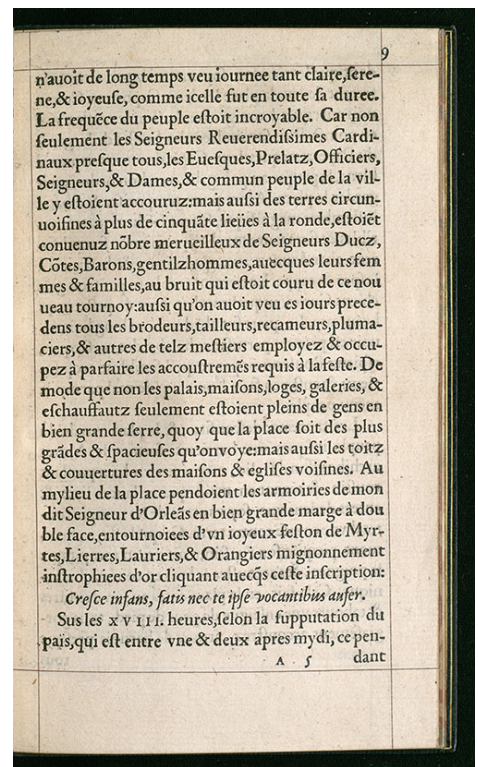 9
n'auoit de long temps veu iournee tant claire,sere-
ne,& ioyeuse, comme icelle fut en toute sa duree.
La frequẽce du peuple estoit incroyable. Car non
seulement les Seigneurs Reuerendissimes Cardi-
naux presque tous,les Euesques,Prelatz,Officiers,
Seigneurs,& Dames,& commun peuple de la vil-
le y estoient accouruz:mais aussi des terres circun-
uoisines à plus de cinquãte lieües à la ronde,estoiẽt
conuenuz nõbre merueilleux de Seigneurs Ducz,
Cõtes,Barons,gentilzhommes,auecques leurs fem
mes & familles,au bruit qui estoit couru de ce nou
ueau tournoy:aussi qu'on auoit veu es iours prece-
dens tous les brodeurs,tailleurs,recameurs,pluma-
ciers,& autres de telz mestiers employez & occu-
pez à parfaire les accoustremẽs requis à la feste. De
mode que non les palais,maisons,loges, galeries, &
eschauffautz seulement estoient pleins de gens en
bien grande serre, quoy que la place soit des plus
grãdes & spacieuses qu'on voye:mais aussi les toitz
& couuertures des maisons & eglises voisines. Au
mylieu de la place pendoient les armoiries de mon
dit Seigneur d'Orleãs en bien grande marge à dou
ble face,entournoiees d'vn ioyeux feston de Myr-
tes,Lierres,Lauriers,& Orangiers mignonnement
instrophiees d'or cliquant auecq̃s ceste inscription:
Cresce infans, fatis nec te ipse vocantibus aufer.
Sus les XVIII. heures,selon la supputation du
païs,qui est entre vne & deux apres mydi, ce pen-
A 5 dant